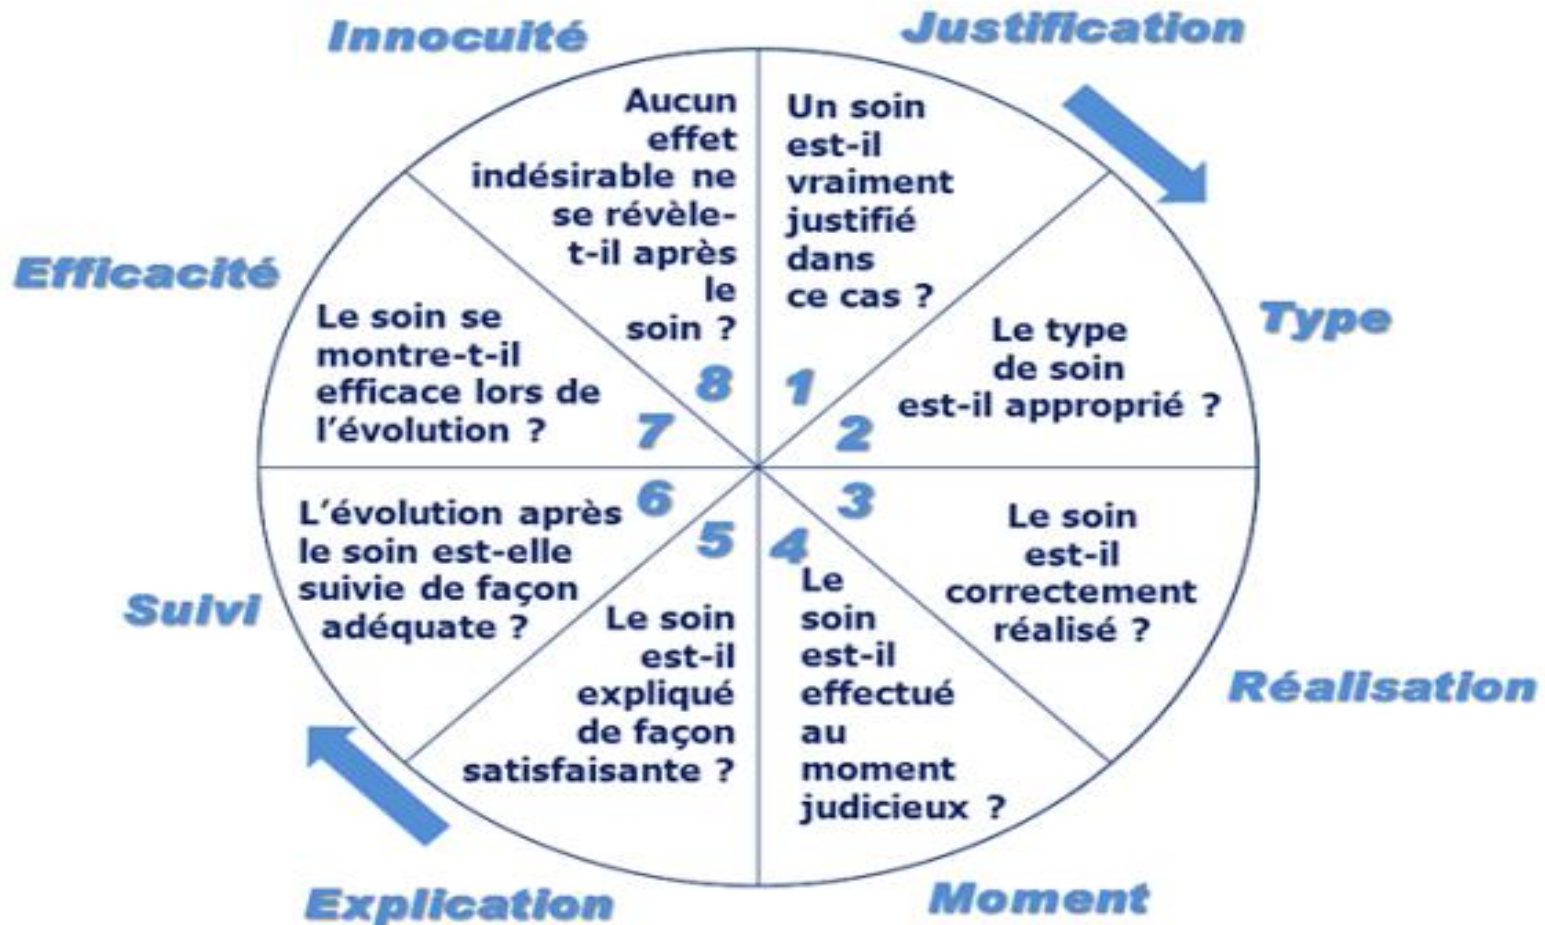 Justification
Un soin
est-il
vraiment
justifié
dans
ce cas ?
1
Type
Le type
de soin
est-il approprié ?
2
Réalisation
3
Le soin
est-il
correctement
réalisé ?
Moment
4
Le
soin
est-il
effectué
au
moment
judicieux ?
Explication
5
Le soin
est-il
expliqué
de façon
satisfaisante ?
Suivi
6
L'évolution après
le soin est-elle
suivie de façon
adéquate ?
Efficacité
Le soin se
montre-t-il
efficace lors de
l'évolution ?
7
Innocuité
Aucun
effet
indésirable ne
se révèle-
t-il après
le
soin ?
8